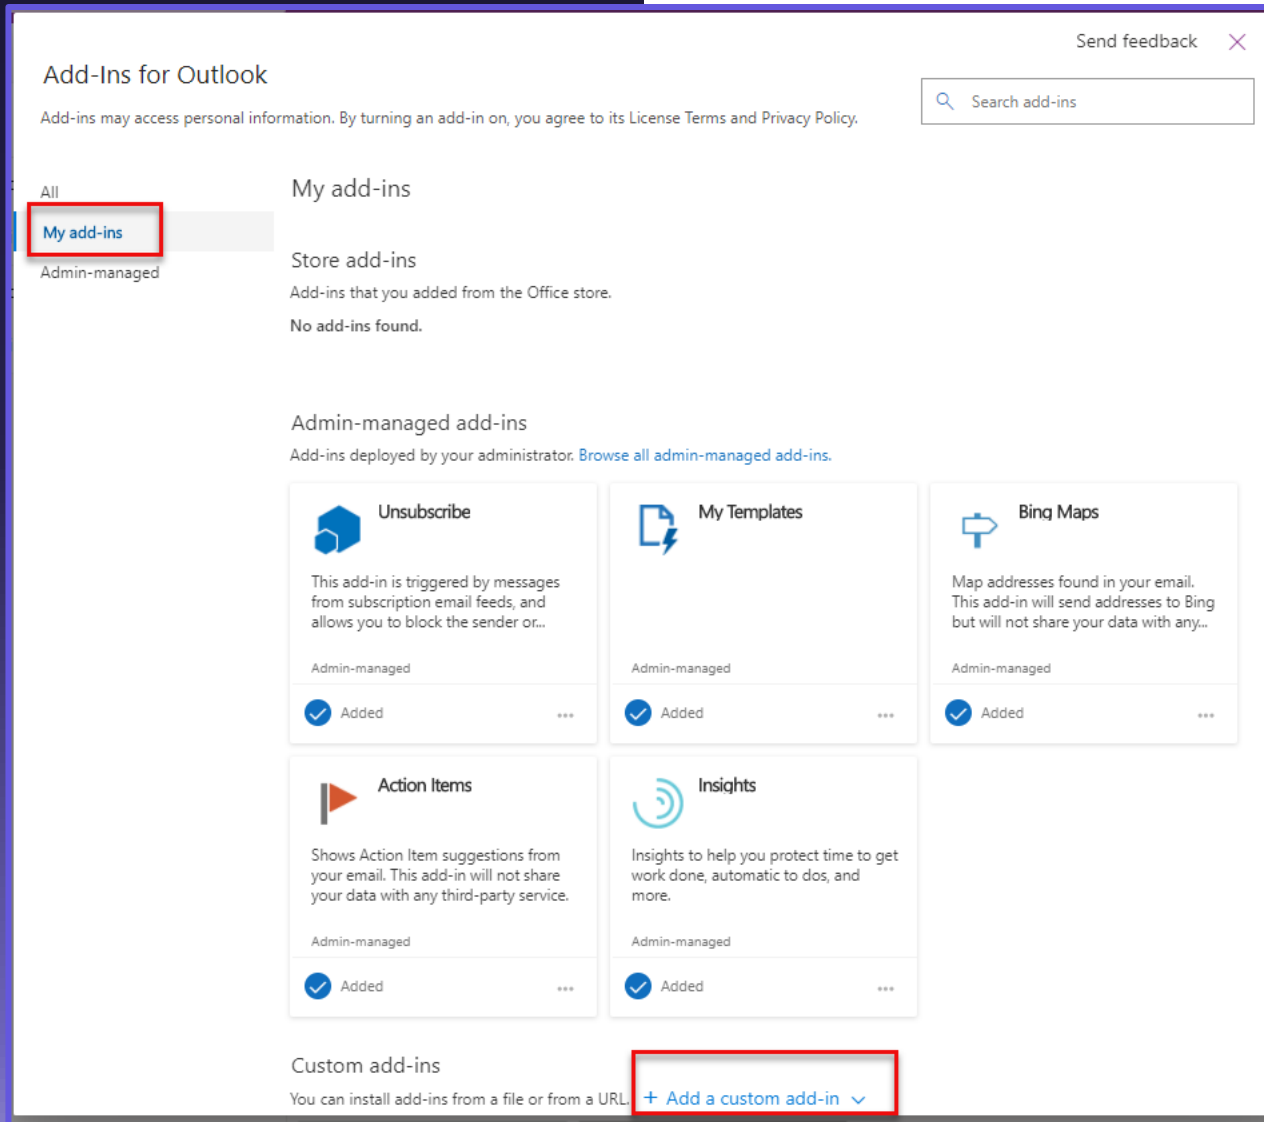 Send feedback
Add-Ins for Outlook
Search add-ins
Add-ins may access personal information. By turning an add-in on, you agree to its License Terms and Privacy Policy.
All
My add-ins
Admin-managed
My add-ins
Store add-ins
Add-ins that you added from the Office store.
No add-ins found.
Admin-managed add-ins
Add-ins deployed by your administrator. Browse all admin-managed add-ins.
Unsubscribe
This add-in is triggered by messages
from subscription email feeds, and
allows you to block the sender or...
Admin-managed
Added
My Templates
Admin-managed
Added
Bing Maps
Map addresses found in your email.
This add-in will send addresses to Bing
but will not share your data with any...
Admin-managed
Added
Action Items
Shows Action Item suggestions from
your email. This add-in will not share
your data with any third-party service.
Admin-managed
Added
Insights
Insights to help you protect time to get
work done, automatic to dos, and
more.
Admin-managed
Added
Custom add-ins
You can install add-ins from a file or from a URL. + Add a custom add-in